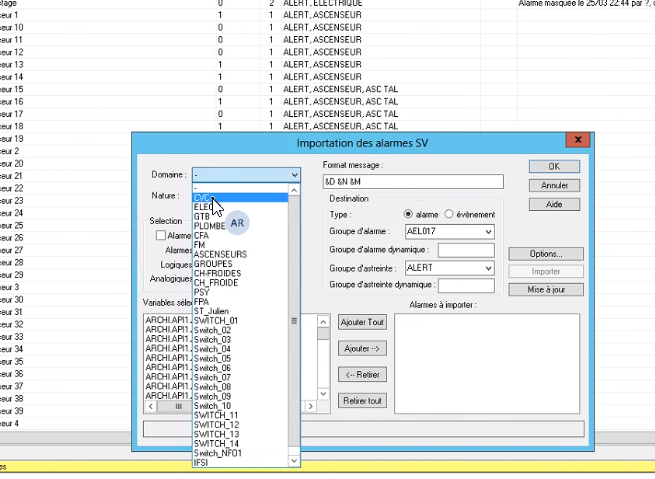 étage 0 2 ALERT, ELECTRIQUE Alarme masquée le 25/03 22:44 par ?,
eur 1 1 1 ALERT, ASCENSEUR
eur 10 0 1 ALERT, ASCENSEUR
eur 11 0 1 ALERT, ASCENSEUR
eur 12 0 1 ALERT, ASCENSEUR
eur 13 1 1 ALERT, ASCENSEUR
eur 14 1 1 ALERT, ASCENSEUR
eur 15 0 1 ALERT, ASCENSEUR, ASC TAL
eur 16 0 1 ALERT, ASCENSEUR, ASC TAL
eur 17 0 1 ALERT, ASCENSEUR, ASC TAL
eur 18 1 1 ALERT, ASCENSEUR, ASC TAL
eur 19
eur 2
eur 20
eur 21
eur 22
eur 23
eur 24
eur 25
eur 26
eur 27
eur 28
eur 29
eur 3
eur 30
eur 31
eur 32
eur 33
eur 34
eur 35
eur 36
eur 37
eur 38
eur 39
eur 4
es
Importation des alarmes SV
x
Domaine : -
Nature :
Selection
Alarme
Alarmes
Logiques
Analogiques
Variables séle
ARCHI.API1.
ARCHI.API1.
ARCHI.API1.
ARCHI.API1.
ARCHI.API1.
ARCHI.API1.
ARCHI.API1.
ARCHI.API1.
ARCHI.API1.
-
CVC
ELEC
GTB
PLOMBE
CFA
FM
ASCENSEURS
GROUPES
CH-FROIDES
CH_FROIDE
PSY
FPA
ST_Julien
SWITCH_01
Switch_02
Switch_03
Switch_04
Switch_05
Switch_06
Switch_07
Switch_08
Switch_09
Switch_10
SWITCH_11
SWITCH_12
SWITCH_13
SWITCH_14
Switch_NFO1
IFSI
AR
Format message :
&D &N &M
Destination
Type : alarme évènement
Groupe d'alarme : AEL017
Groupe d'alarme dynamique :
Groupe d'astreinte : ALERT
Groupe d'astreinte dynamique :
OK
Annuler
Aide
Options...
Importer
Mise à jour
Alarmes à importer :
Ajouter Tout
Ajouter -->
<-- Retirer
Retirer tout